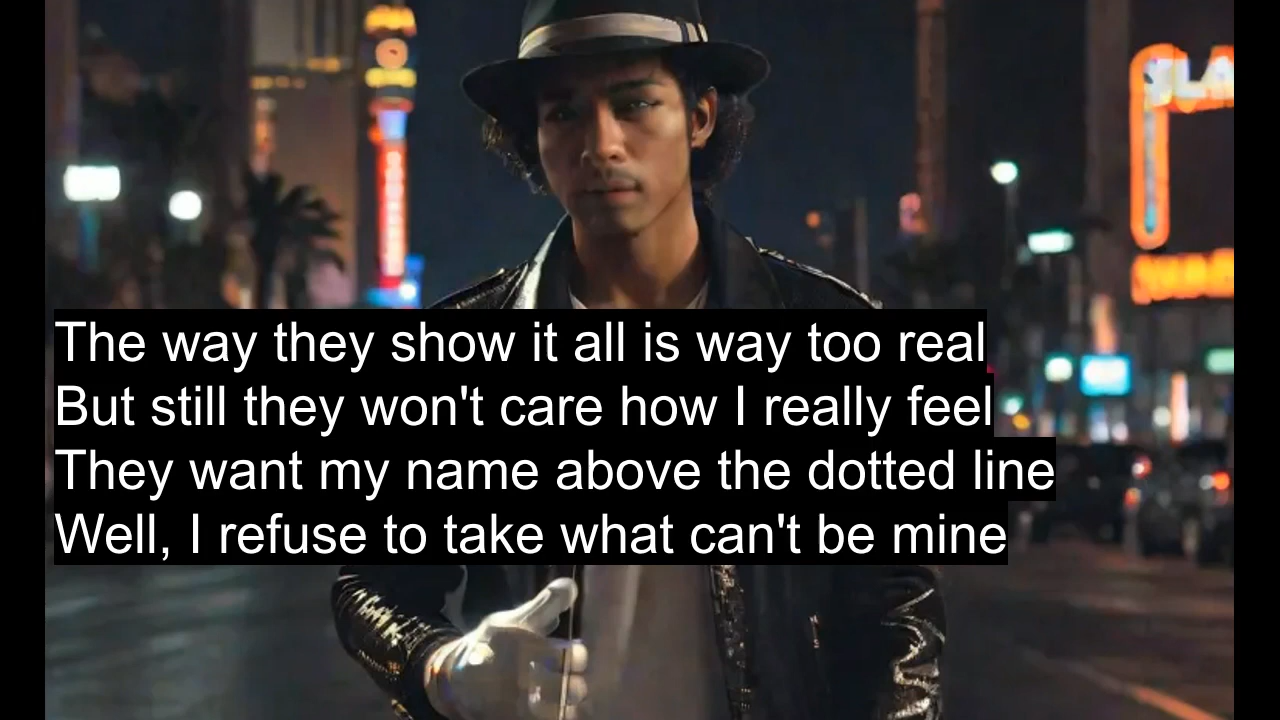 The way they show it all is way too real
But still they won't care how I really feel
They want my name above the dotted line
Well, I refuse to take what can't be mine